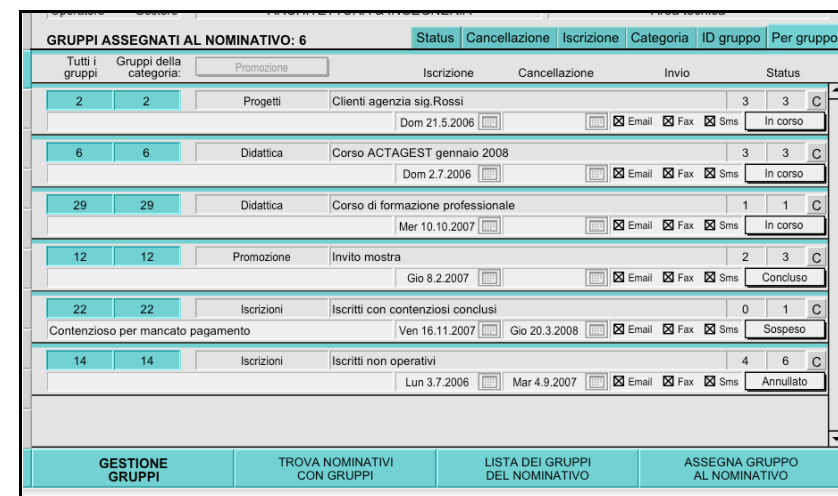 GRUPPI ASSEGNATI AL NOMINATIVO: 6 Status Cancellazione Iscrizione Categoria ID gruppo Per gruppo
Tutti i gruppi Gruppi della categoria: Promozione Iscrizione Cancellazione Invio Status
2 2 Progetti Clienti agenzia sig.Rossi 3 3 C
Dom 21.5.2006 Email Fax Sms In corso
6 6 Didattica Corso ACTAGEST gennaio 2008 3 3 C
Dom 2.7.2006 Email Fax Sms In corso
29 29 Didattica Corso di formazione professionale 1 1 C
Mer 10.10.2007 Email Fax Sms In corso
12 12 Promozione Invito mostra 2 3 C
Gio 8.2.2007 Email Fax Sms Concluso
22 22 Iscrizioni Iscritti con contenziosi conclusi 0 1 C
Contenzioso per mancato pagamento Ven 16.11.2007 Gio 20.3.2008 Email Fax Sms Sospeso
14 14 Iscrizioni Iscritti non operativi 4 6 C
Lun 3.7.2006 Mar 4.9.2007 Email Fax Sms Annullato
GESTIONE GRUPPI TROVA NOMINATIVI CON GRUPPI LISTA DEI GRUPPI DEL NOMINATIVO ASSEGNA GRUPPO AL NOMINATIVO